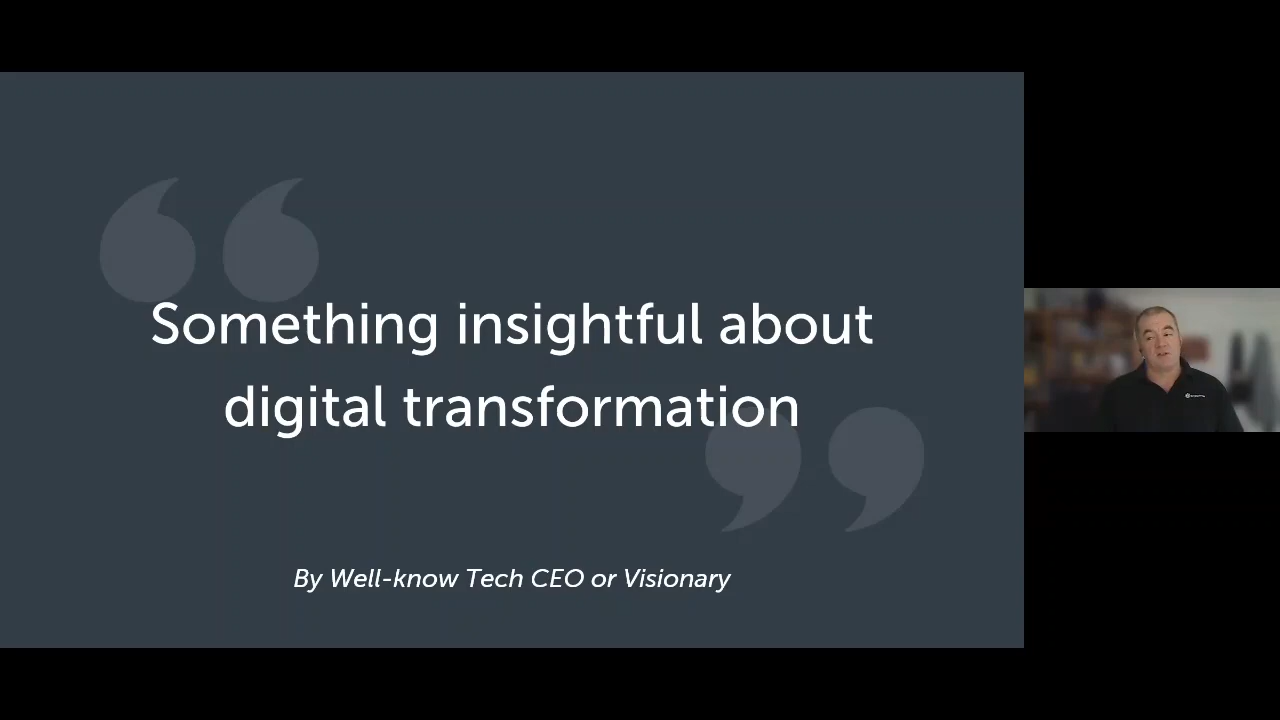 Something insightful about
digital transformation
By Well-know Tech CEO or Visionary